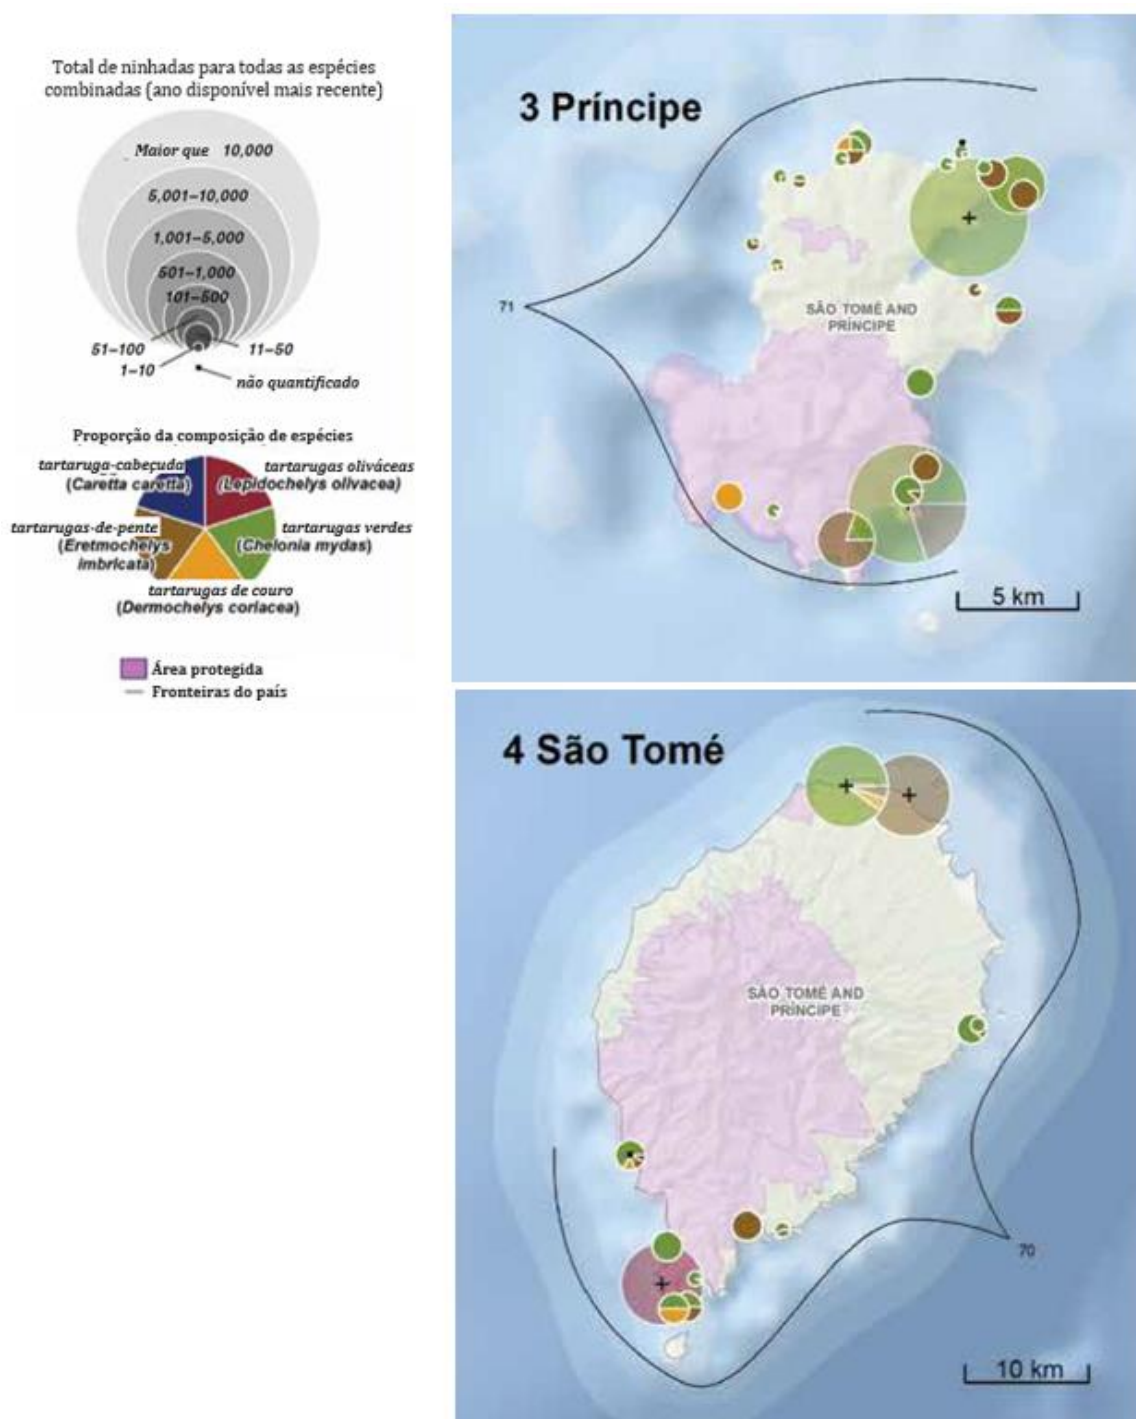 Total de ninhadas para todas as espécies
combinadas (ano disponível mais recente)
Maior que 10,000
5,001–10,000
1,001–5,000
501–1,000
101–500
51–100
11–50
1–10
não quantificado
Proporção da composição de espécies
tartaruga-cabeçuda
(Caretta caretta)
tartarugas oliváceas
(Lepidochelys olivacea)
tartarugas-de-pente
(Eretmochelys
imbricata)
tartarugas verdes
(Chelonia mydas)
tartarugas de couro
(Dermochelys coriacea)
Área protegida
Fronteiras do país
3 Príncipe
71
SÃO TOMÉ AND
PRÍNCIPE
5 km
4 São Tomé
SÃO TOMÉ AND
PRÍNCIPE
70
10 km